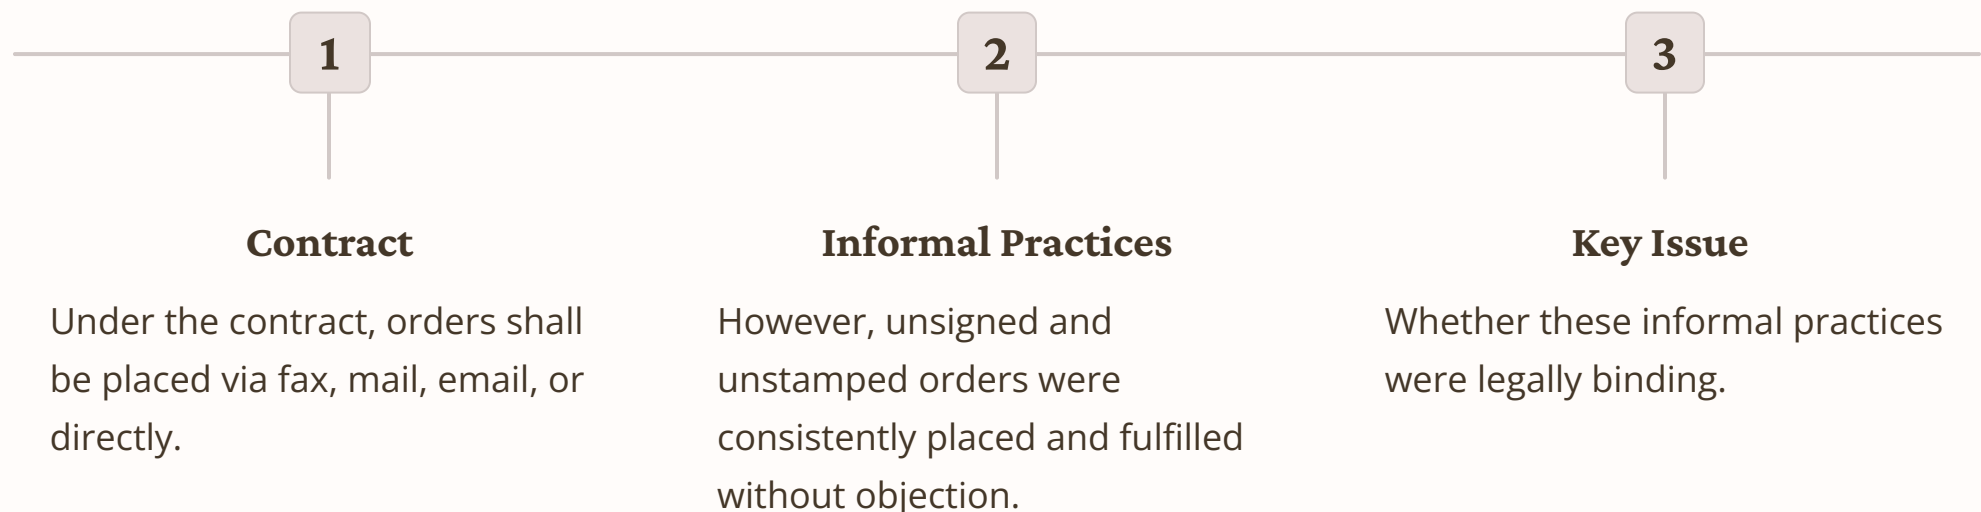 1
2
3
Contract
Under the contract, orders shall
be placed via fax, mail, email, or
directly.
Informal Practices
However, unsigned and
unstamped orders were
consistently placed and fulfilled
without objection.
Key Issue
Whether these informal practices
were legally binding.